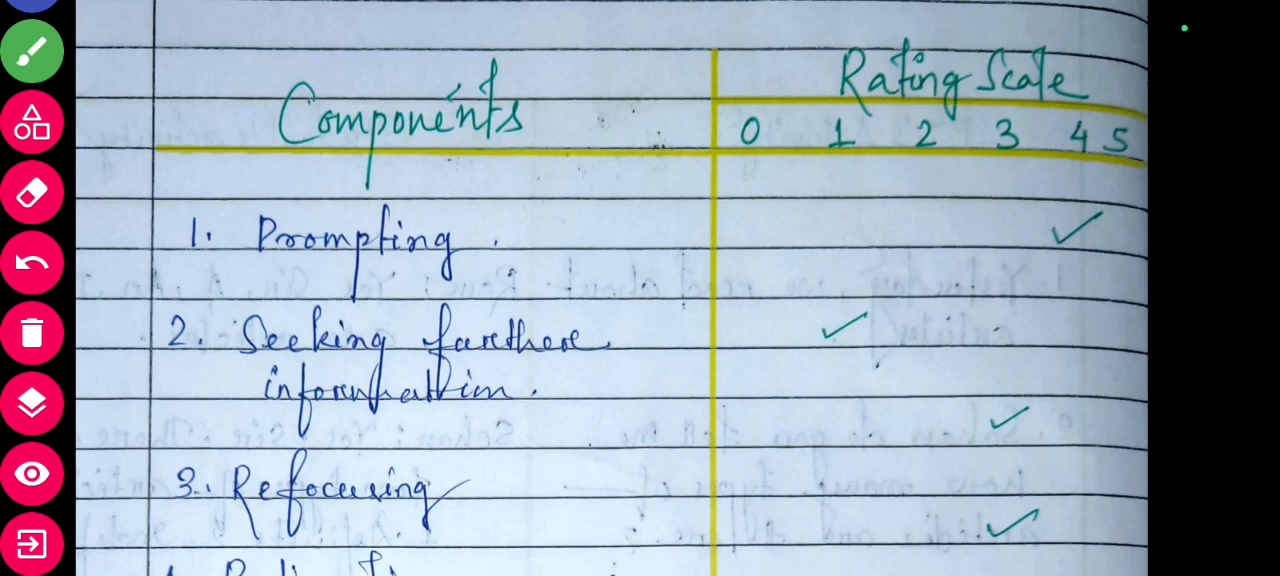 Rating Scale
Components
0 1 2 3 4 5
1. Prompting.
2. Seeking farther
information.
3. Refocusing